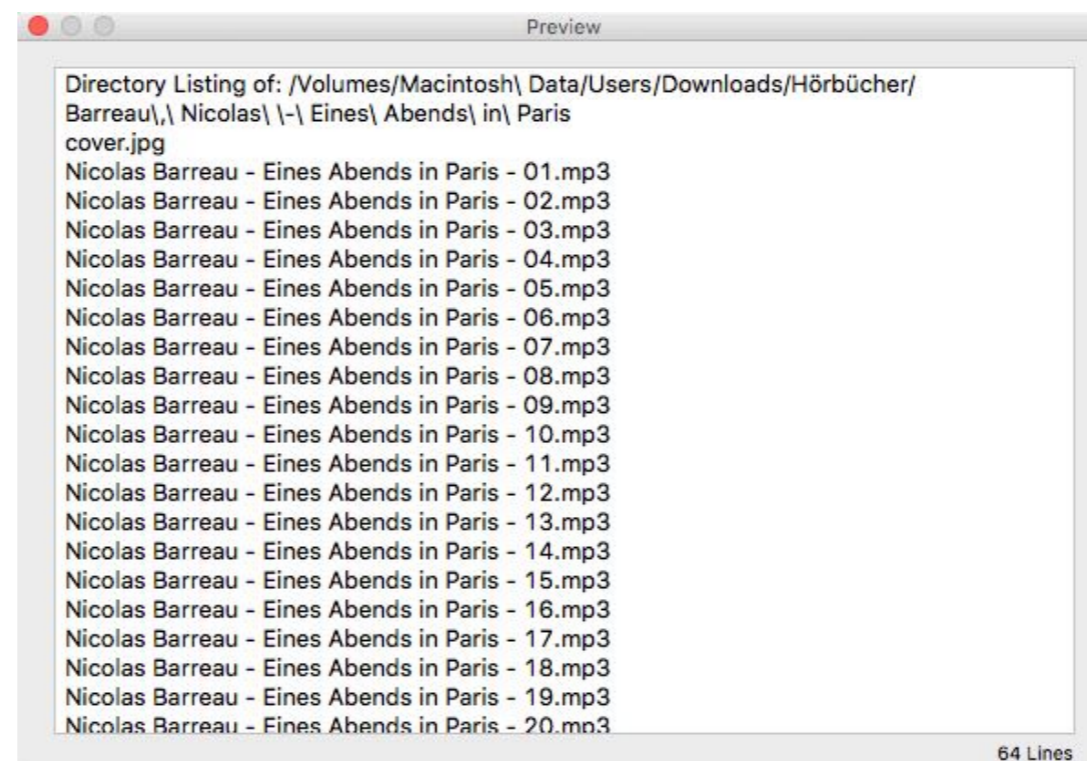 Preview
Directory Listing of: /Volumes/Macintosh\ Data/Users/Downloads/Hörbücher/
Barreau\,\ Nicolas\ \-\ Eines\ Abends\ in\ Paris
cover.jpg
Nicolas Barreau - Eines Abends in Paris - 01.mp3
Nicolas Barreau - Eines Abends in Paris - 02.mp3
Nicolas Barreau - Eines Abends in Paris - 03.mp3
Nicolas Barreau - Eines Abends in Paris - 04.mp3
Nicolas Barreau - Eines Abends in Paris - 05.mp3
Nicolas Barreau - Eines Abends in Paris - 06.mp3
Nicolas Barreau - Eines Abends in Paris - 07.mp3
Nicolas Barreau - Eines Abends in Paris - 08.mp3
Nicolas Barreau - Eines Abends in Paris - 09.mp3
Nicolas Barreau - Eines Abends in Paris - 10.mp3
Nicolas Barreau - Eines Abends in Paris - 11.mp3
Nicolas Barreau - Eines Abends in Paris - 12.mp3
Nicolas Barreau - Eines Abends in Paris - 13.mp3
Nicolas Barreau - Eines Abends in Paris - 14.mp3
Nicolas Barreau - Eines Abends in Paris - 15.mp3
Nicolas Barreau - Eines Abends in Paris - 16.mp3
Nicolas Barreau - Eines Abends in Paris - 17.mp3
Nicolas Barreau - Eines Abends in Paris - 18.mp3
Nicolas Barreau - Eines Abends in Paris - 19.mp3
Nicolas Barreau - Eines Abends in Paris - 20.mp3
64 Lines